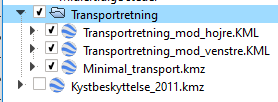 Transportretning
Transportretning_mod_hojre.KML
Transportretning_mod_venstre.KML
Minimal_transport.kmz
Kystbeskyttelse_2011.kmz